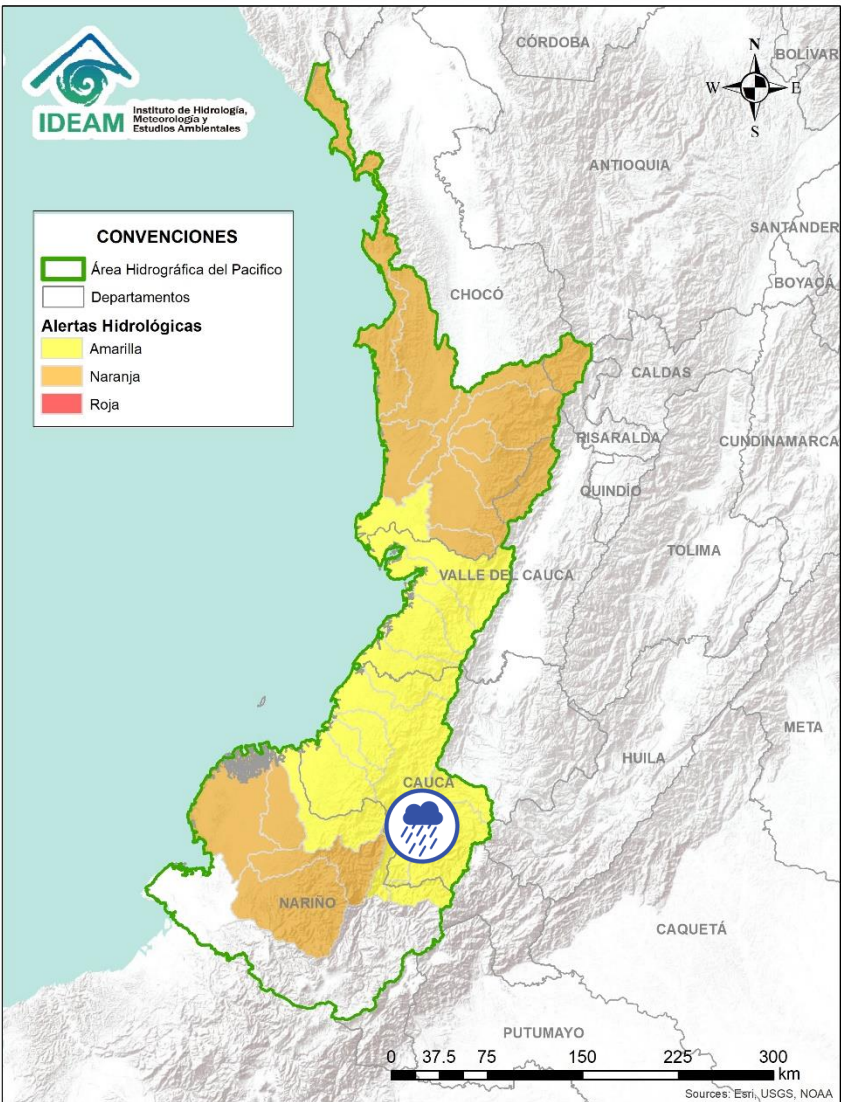 IDEAM
Instituto de Hidrología,
Meteorología y
Estudios Ambientales
N
W
E
S
CÓRDOBA
BOLÍVAR
ANTIOQUIA
SANTANDER
BOYACÁ
CHOCÓ
CALDAS
RISARALDA
CUNDINAMARCA
QUINDÍO
TOLIMA
VALLE DEL CAUCA
META
HUILA
CAUCA
NARIÑO
CAQUETÁ
PUTUMAYO
CONVENCIONES
Área Hidrográfica del Pacifico
Departamentos
Alertas Hidrológicas
Amarilla
Naranja
Roja
0 37.5 75 150 225 300
km
Sources: Esri, USGS, NOAA